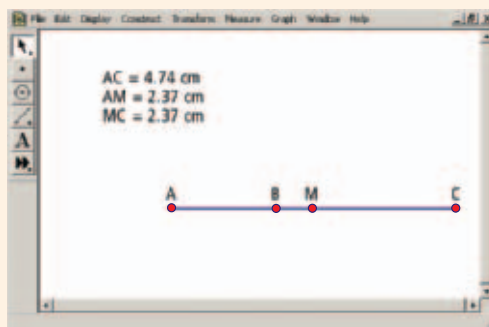 File Edit Display Construct Transform Measure Graph Window Help
A
AC = 4.74 cm
AM = 2.37 cm
MC = 2.37 cm
A B M C